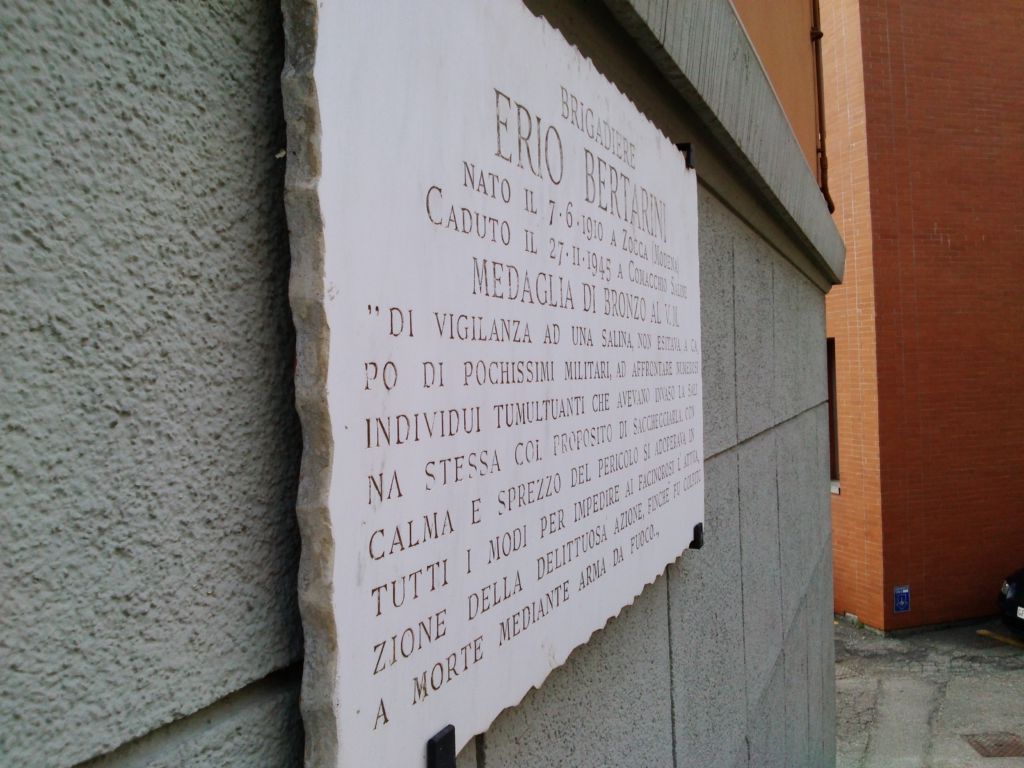 BRIGADIERE
ERIO BERTARINI
NATO IL 7·6·1910 A ZOCCA (MODENA)
CADUTO IL 27·11·1945 A COMACCHIO SALINE
MEDAGLIA DI BRONZO AL V.M.
"DI VIGILANZA AD UNA SALINA, NON ESITAVA A CA
PO DI POCHISSIMI MILITARI, AD AFFRONTARE NUMEROSI
INDIVIDUI TUMULTUANTI CHE AVEVANO INVASO LA SALI
NA STESSA COL PROPOSITO DI SACCHEGGIARLA. CON
CALMA E SPREZZO DEL PERICOLO SI ADOPERAVA IN
TUTTI I MODI PER IMPEDIRE AI FACINOROSI L'ATTUA
ZIONE DELLA DELITTUOSA AZIONE, FINCHÈ FU COLPITO
A MORTE MEDIANTE ARMA DA FUOCO.„